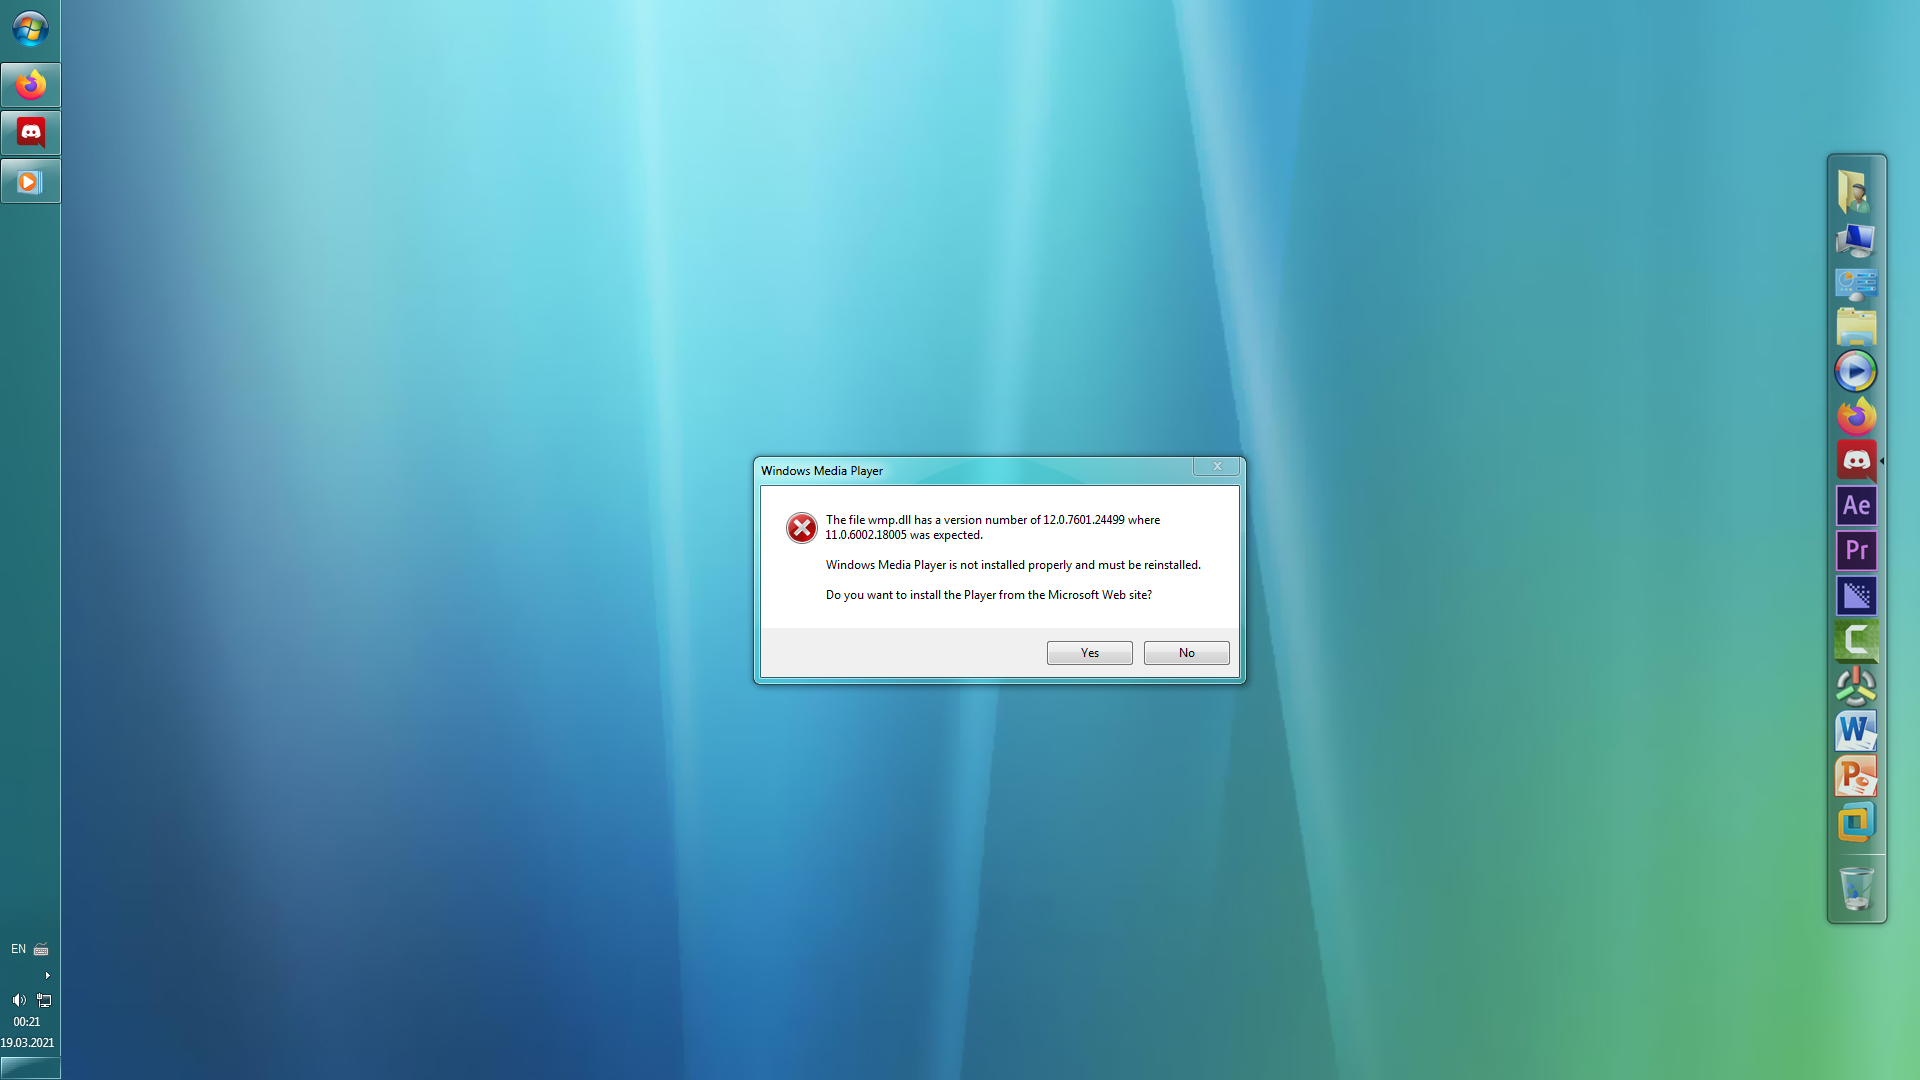 Windows Media Player
The file wmp.dll has a version number of 12.0.7601.24499 where
11.0.6002.18005 was expected.
Windows Media Player is not installed properly and must be reinstalled.
Do you want to install the Player from the Microsoft Web site?
Yes
No
Ae
Pr
C
W
P
EN
00:21
19.03.2021